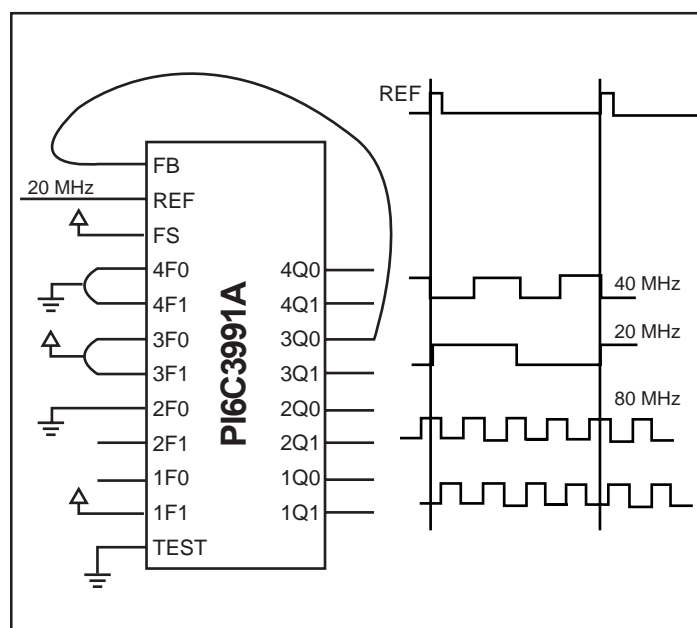 REF
FB
20 MHz
REF
FS
4F0
4F1
3F0
3F1
2F0
2F1
1F0
1F1
TEST
PI6C3991A
4Q0
4Q1
3Q0
3Q1
2Q0
2Q1
1Q0
1Q1
40 MHz
20 MHz
80 MHz